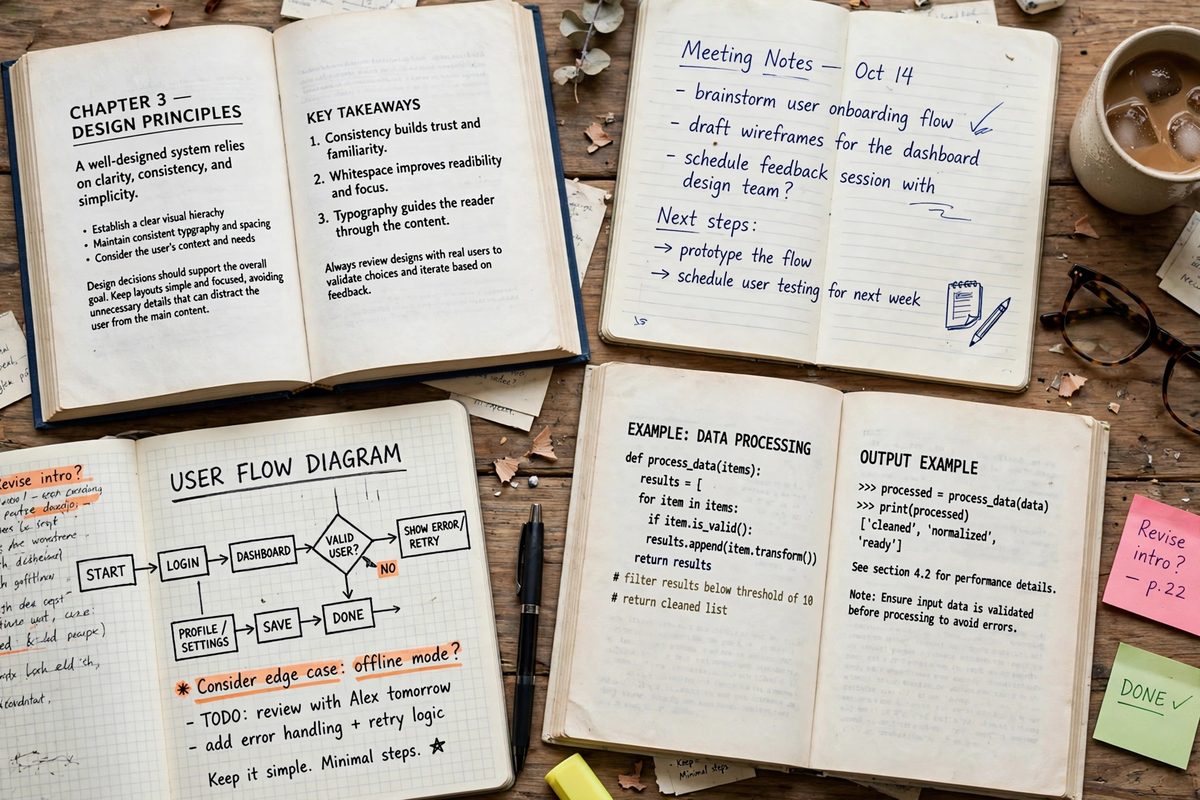 CHAPTER 3 —
DESIGN PRINCIPLES
A well-designed system relies
on clarity, consistency, and
simplicity.
• Establish a clear visual hierachy
• Maintain consistent typgraphy and spacing
• Consider the user's context and needs
Design decisions should support the overall
goal. Keep layouts simple and focused, avoiding
unnecessary details that can distract the
user from the main content.
KEY TAKEAWAYS
1. Consistency builds trust and
familiarity.
2. Whitespace improves readibility
and focus.
3. Typography guides the reader
through the content.
Always review designs with real users to
validate choices and iterate based on
feedback.
Meeting Notes — Oct 14
- brainstorm user onboarding flow ✓
- draft wireframes for the dashboard
- schedule feedback session with
design team?
Next steps:
→ prototype the flow
→ schedule user testing for next week
Revise intro?
USER FLOW DIAGRAM
START
LOGIN
DASHBOARD
VALID
USER?
SHOW ERROR/
RETRY
NO
PROFILE/
SETTINGS
SAVE
DONE
* Consider edge case: offline mode?
- TODO: review with Alex tomorrow
- add error handling + retry logic
Keep it simple. Minimal steps. ★
EXAMPLE: DATA PROCESSING
def process_data(items):
results = [
for item in items:
if item.is_valid():
results.append(item.transform())
return results
# filter results below threshold of 10
# return cleaned list
OUTPUT EXAMPLE
>>> processed = process_data(data)
>>> print(processed)
['cleaned', 'normalized',
'ready']
See section 4.2 for performance details.
Note: Ensure input data is validated
before processing to avoid errors.
Revise
intro?
— p.22
DONE ✓
Minimal steps